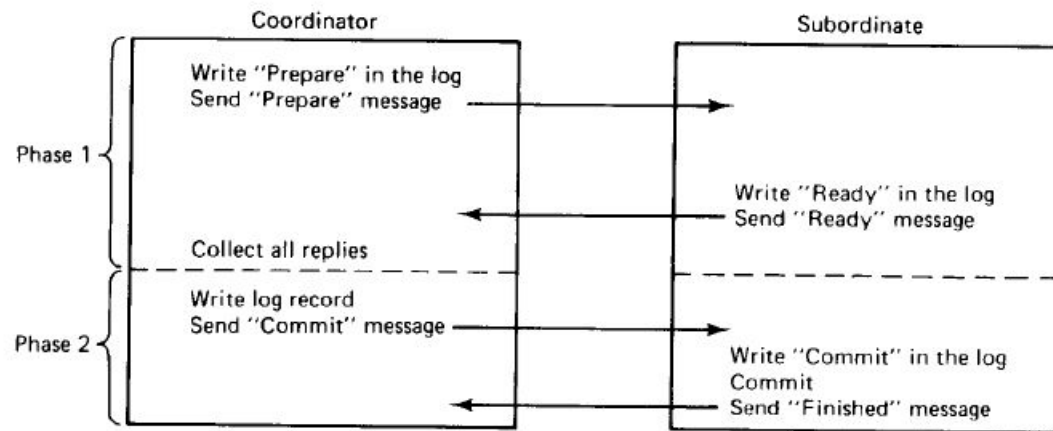 Coordinator
Subordinate
Write "Prepare" in the log
Send "Prepare" message
Phase 1
Write "Ready" in the log
Send "Ready" message
Collect all replies
Write log record
Send "Commit" message
Phase 2
Write "Commit" in the log
Commit
Send "Finished" message